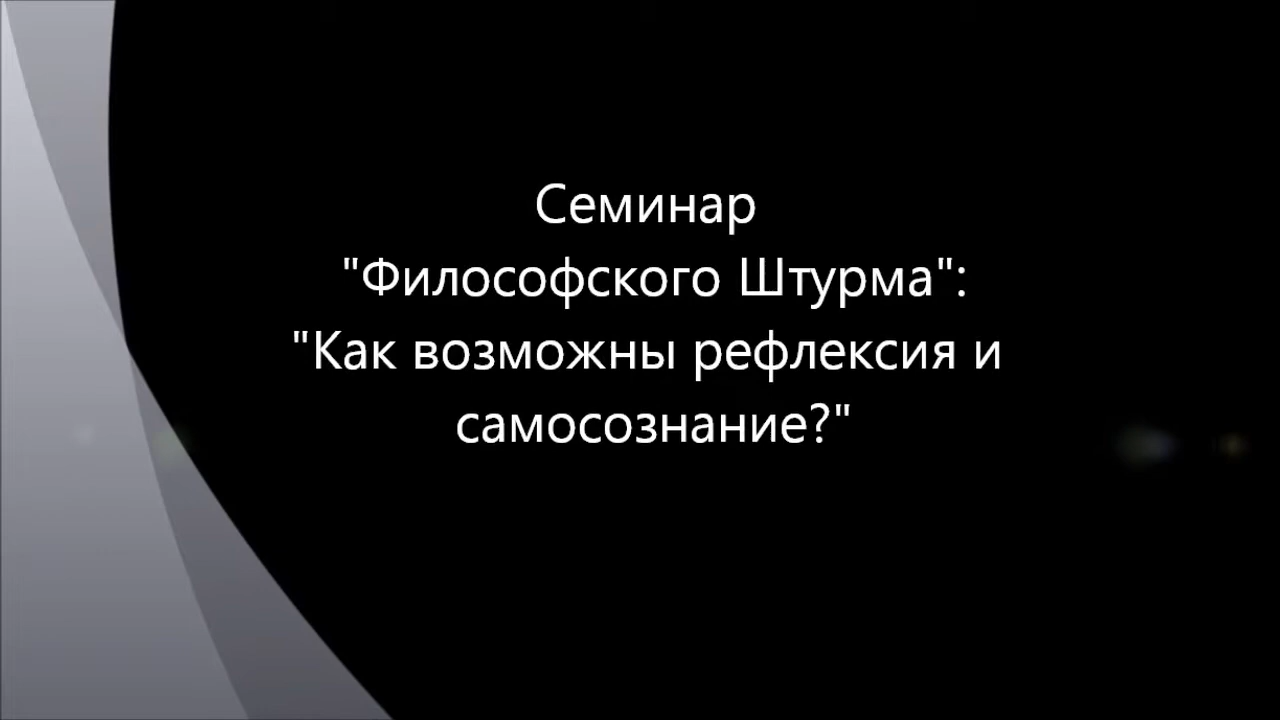 Семинар
"Философского Штурма":
"Как возможны рефлексия и
самосознание?"